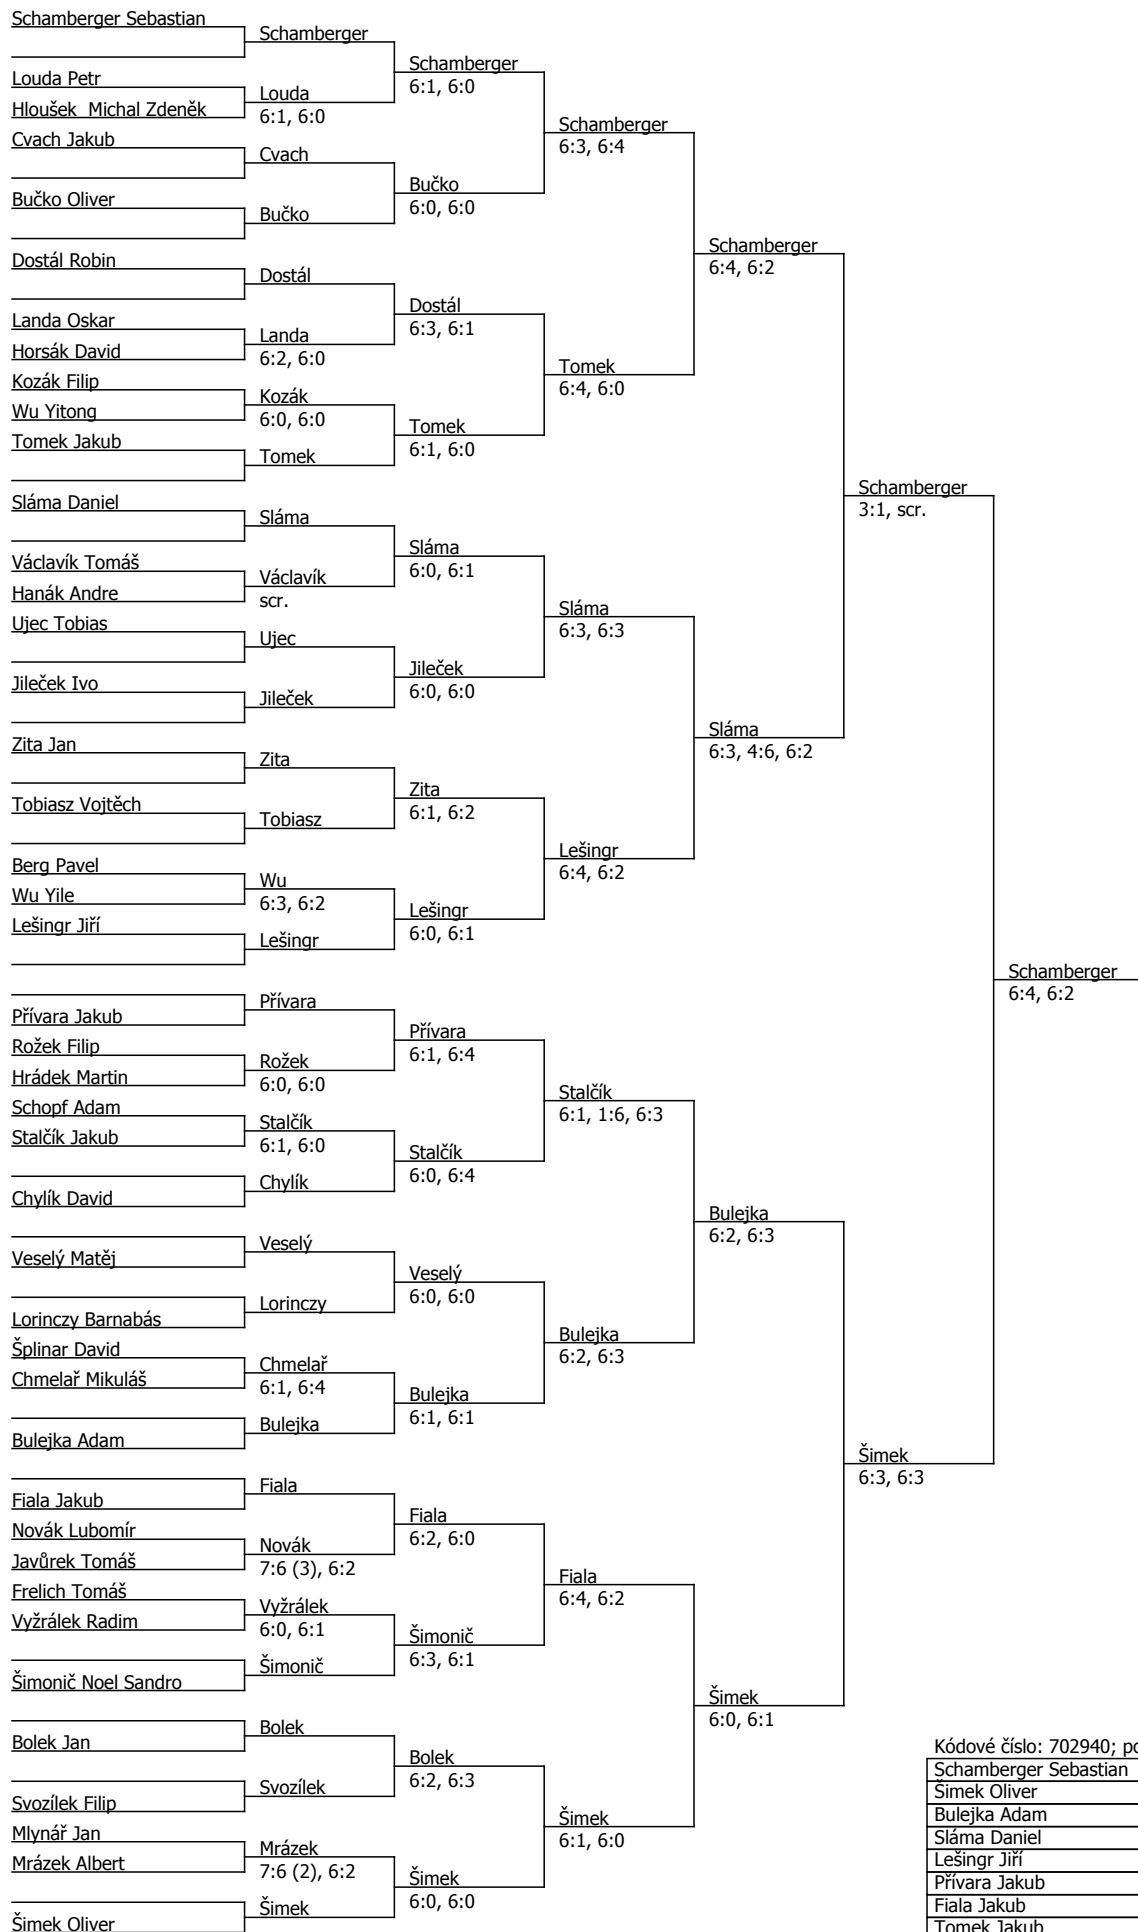 Schamberger Sebastian
Schamberger
Schamberger
6:1, 6:0
Louda Petr
Hloušek  Michal Zdeněk
Louda
6:1, 6:0
Schamberger
6:3, 6:4
Cvach Jakub
Cvach
Bučko
6:0, 6:0
Bučko Oliver
Bučko
Schamberger
6:4, 6:2
Dostál Robin
Dostál
Dostál
6:3, 6:1
Landa Oskar
Horsák David
Landa
6:2, 6:0
Tomek
6:4, 6:0
Kozák Filip
Wu Yitong
Kozák
6:0, 6:0
Tomek
6:1, 6:0
Tomek Jakub
Tomek
Schamberger
3:1, scr.
Sláma Daniel
Sláma
Sláma
6:0, 6:1
Václavík Tomáš
Hanák Andre
Václavík
scr.
Sláma
6:3, 6:3
Ujec Tobias
Ujec
Jileček
6:0, 6:0
Jileček Ivo
Jileček
Sláma
6:3, 4:6, 6:2
Zita Jan
Zita
Zita
6:1, 6:2
Tobiasz Vojtěch
Tobiasz
Lešingr
6:4, 6:2
Berg Pavel
Wu Yile
Wu
6:3, 6:2
Lešingr
6:0, 6:1
Lešingr Jiří
Lešingr
Schamberger
6:4, 6:2
Přívara Jakub
Přívara
Přívara
6:1, 6:4
Rožek Filip
Hrádek Martin
Rožek
6:0, 6:0
Stalčík
6:1, 1:6, 6:3
Schopf Adam
Stalčík Jakub
Stalčík
6:1, 6:0
Stalčík
6:0, 6:4
Chylík David
Chylík
Bulejka
6:2, 6:3
Veselý Matěj
Veselý
Veselý
6:0, 6:0
Lorinczy Barnabás
Lorinczy
Bulejka
6:2, 6:3
Šplinar David
Chmelař Mikuláš
Chmelař
6:1, 6:4
Bulejka
6:1, 6:1
Bulejka Adam
Bulejka
Šimek
6:3, 6:3
Fiala Jakub
Fiala
Fiala
6:2, 6:0
Novák Lubomír
Javůrek Tomáš
Novák
7:6 (3), 6:2
Fiala
6:4, 6:2
Frelich Tomáš
Vyžrálek Radim
Vyžrálek
6:0, 6:1
Šimonič
6:3, 6:1
Šimonič Noel Sandro
Šimonič
Šimek
6:0, 6:1
Bolek Jan
Bolek
Bolek
6:2, 6:3
Svozílek Filip
Svozílek
Šimek
6:1, 6:0
Mlynář Jan
Mrázek Albert
Mrázek
7:6 (2), 6:2
Šimek
6:0, 6:0
Šimek Oliver
Šimek
Kódové číslo: 702940;
Schamberger Sebastian
Šimek Oliver
Bulejka Adam
Sláma Daniel
Lešingr Jiří
Přívara Jakub
Fiala Jakub
Tomek Jakub